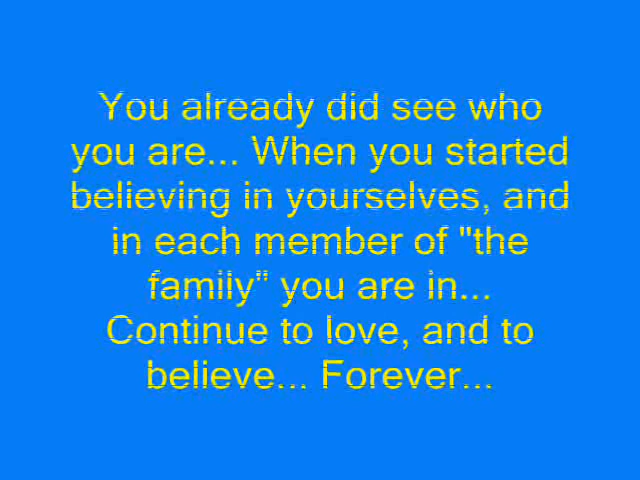 You already did see who
you are... When you started
believing in yourselves, and
in each member of "the
family" you are in...
Continue to love, and to
believe... Forever...